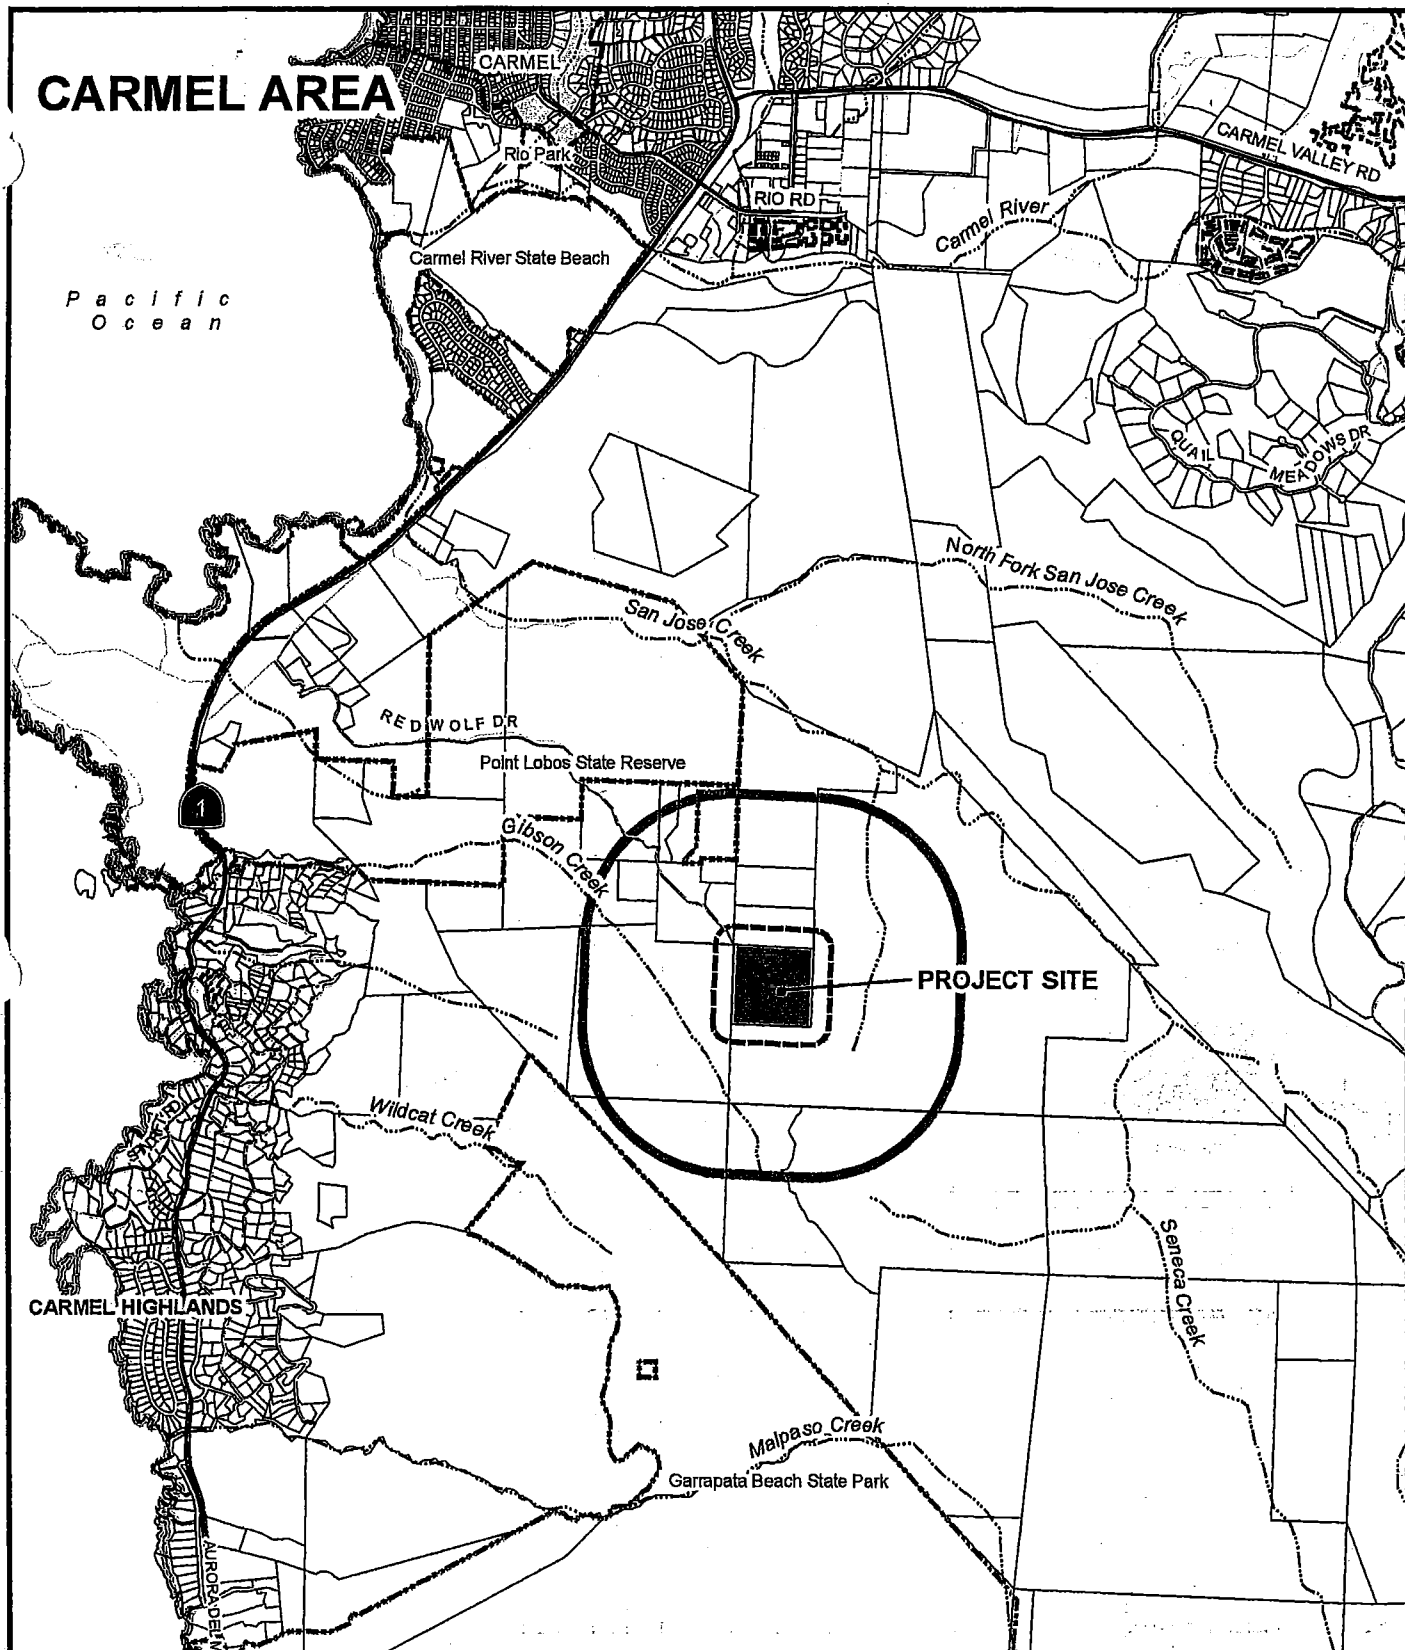 CARMEL AREA
CARMEL
CARMEL VALLEY RD
Rio Park
RIO RD
Carmel River
Carmel River State Beach
Pacific
Ocean
QUAIL
MEADOWS DR
North Fork San Jose Creek
San Jose Creek
RED WOLF DR
Point Lobos State Reserve
1
Gibson Creek
PROJECT SITE
Wildcat Creek
Seneca Creek
CARMEL HIGHLANDS
Malpaso Creek
Garrapata Beach State Park
AURORA DEL M